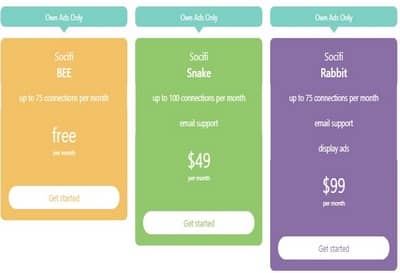 Own Ads Only
Socifi
BEE
up to 75 connections per month
free
per month
Get started
Own Ads Only
Socifi
Snake
up to 100 connections per month
email support
$49
per month
Get started
Own Ads Only
Socifi
Rabbit
up to 75 connections per month
email support
display ads
$99
per month
Get started